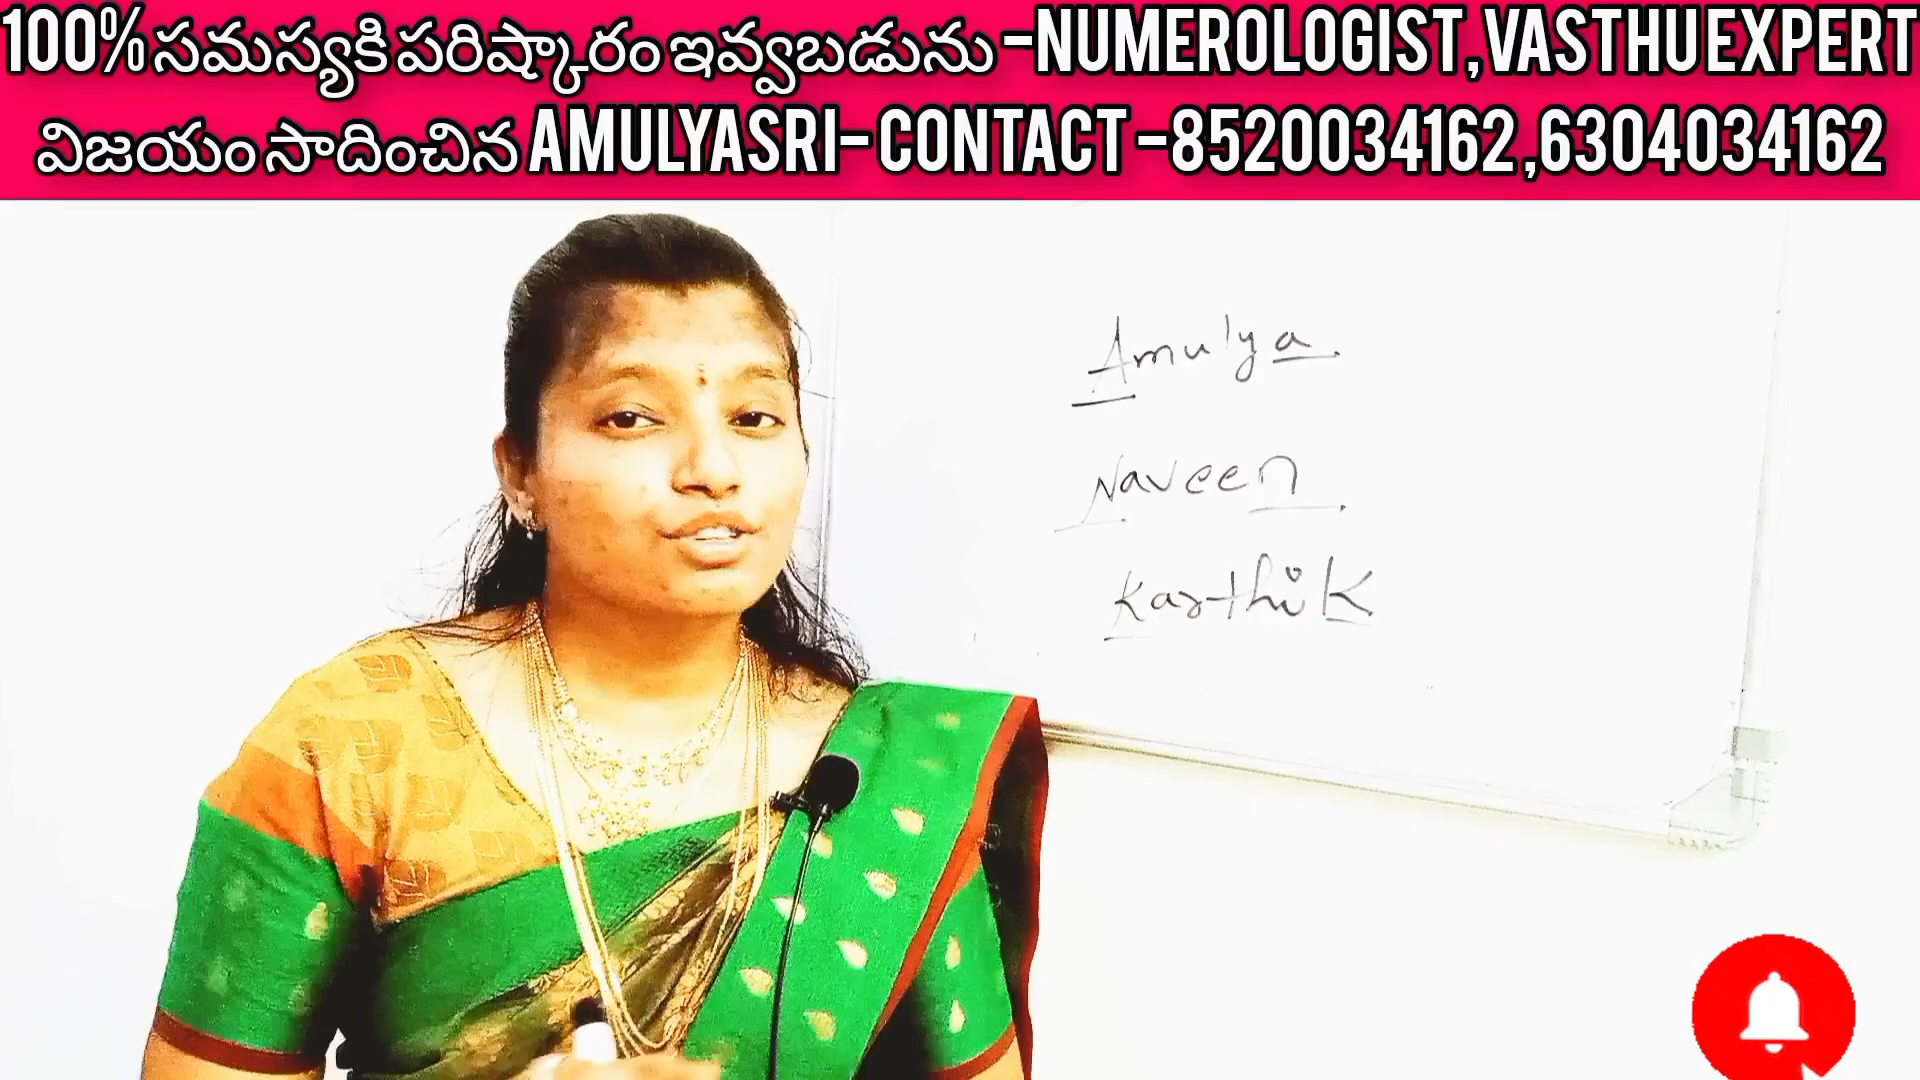 100% సమస్యకి పరిష్కారం ఇవ్వబడును -NUMEROLOGIST, VASTHU EXPERT
విజయం సాదించిన AMULYASRI- CONTACT -8520034162,6304034162
Amulya
Naveen
Karthik